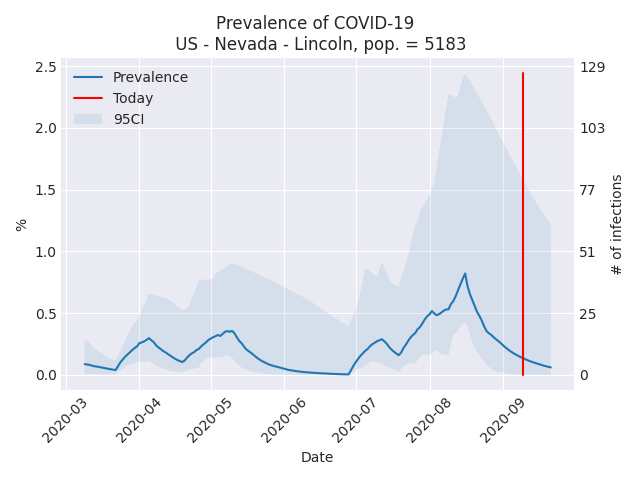 Prevalence of COVID-19
US - Nevada - Lincoln, pop. = 5183
Prevalence
Today
95CI
2.5
2.0
1.5
1.0
0.5
0.0
%
129
103
77
51
25
0
# of infections
2020-03
2020-04
2020-05
2020-06
2020-07
2020-08
2020-09
Date